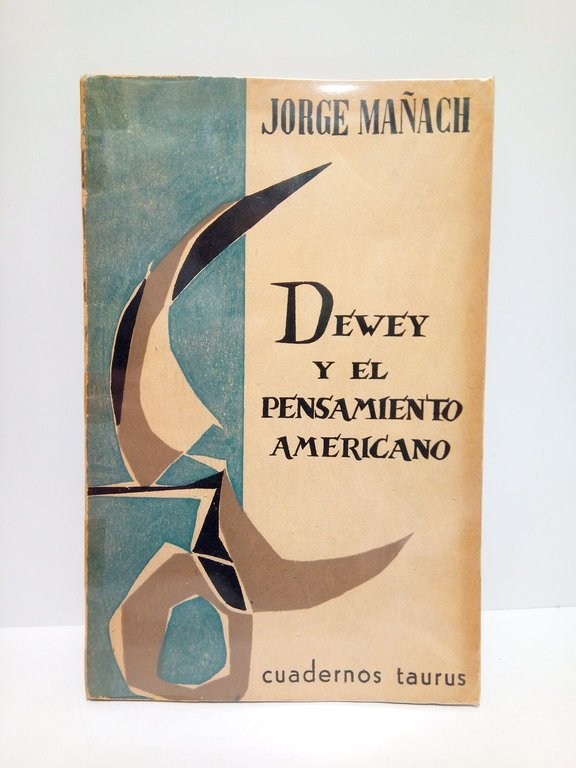 JORGE MAÑACH
DEWEY
Y EL
PENSAMIENTO
AMERICANO
cuadernos taurus